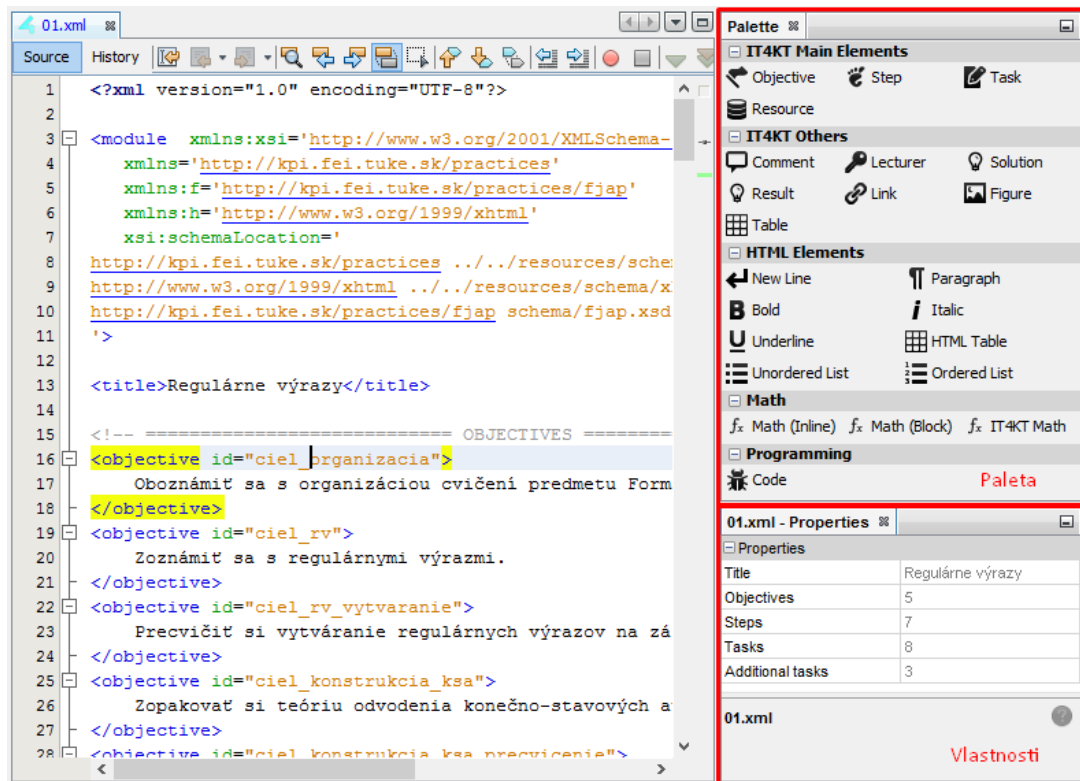 01.xml
Source History
1 <?xml version="1.0" encoding="UTF-8"?>
2
3 <module  xmlns:xsi='http://www.w3.org/2001/XMLSchema-
4    xmlns='http://kpi.fei.tuke.sk/practices'
5    xmlns:f='http://kpi.fei.tuke.sk/practices/fjap'
6    xmlns:h='http://www.w3.org/1999/xhtml'
7    xsi:schemaLocation='
8 http://kpi.fei.tuke.sk/practices ../../resources/schem
9 http://www.w3.org/1999/xhtml ../../resources/schema/x
10 http://kpi.fei.tuke.sk/practices/fjap schema/fjap.xsd
11 '>
12
13 <title>Regulárne výrazy</title>
14
15 <!-- ============================ OBJECTIVES =========
16 <objective id="ciel_organizacia">
17     Oboznámiť sa s organizáciou cvičení predmetu Form
18 </objective>
19 <objective id="ciel_rv">
20     Zoznámiť sa s regulárnymi výrazmi.
21 </objective>
22 <objective id="ciel_rv_vytvaranie">
23     Precvičiť si vytváranie regulárnych výrazov na zá
24 </objective>
25 <objective id="ciel_konstrukcia_ksa">
26     Zopakovať si teóriu odvodenia konečno-stavových a
27 </objective>
28 <objective id="ciel_konstrukcia_ksa_precvicenie">
Palette
IT4KT Main Elements
Objective Step Task
Resource
IT4KT Others
Comment Lecturer Solution
Result Link Figure
Table
HTML Elements
New Line Paragraph
B Bold i Italic
U Underline HTML Table
Unordered List Ordered List
Math
fx Math (Inline) fx Math (Block) fx IT4KT Math
Programming
Code Paleta
01.xml - Properties
Properties
Title Regulárne výrazy
Objectives 5
Steps 7
Tasks 8
Additional tasks 3
01.xml ?
Vlastnosti